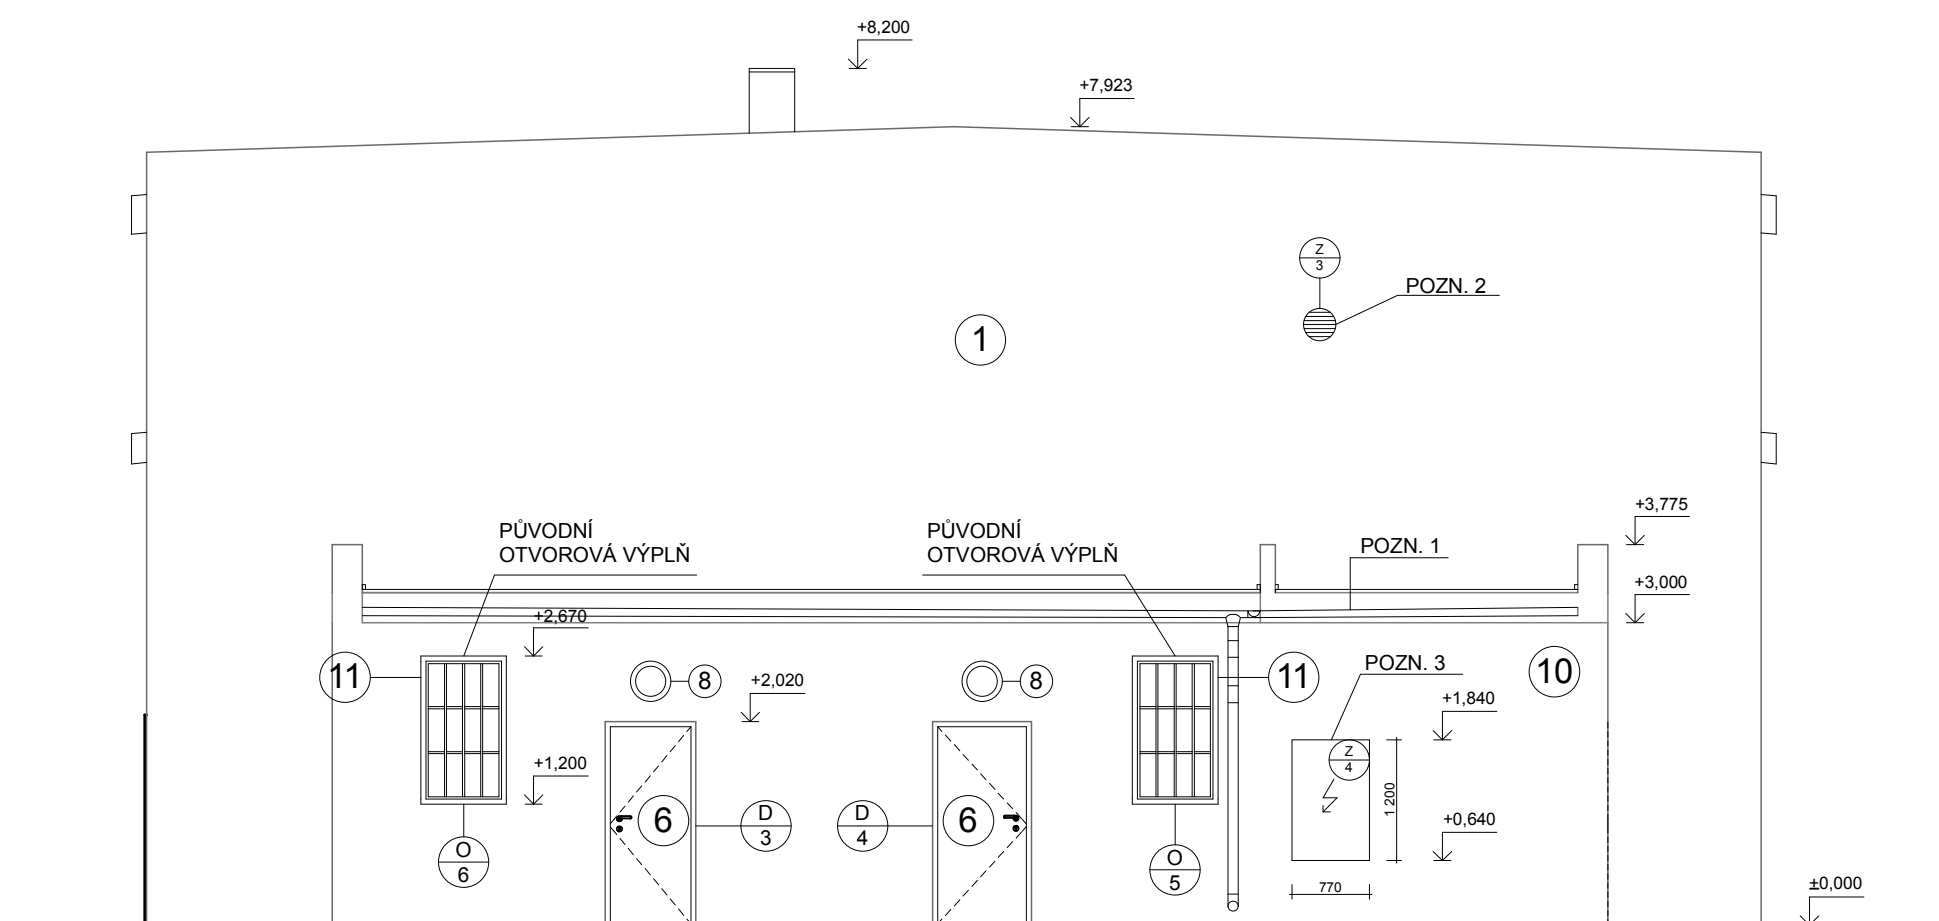 +8,200
+7,923
Z
3
POZN. 2
1
+3,775
PŮVODNÍ
OTVOROVÁ VÝPLŇ
PŮVODNÍ
OTVOROVÁ VÝPLŇ
POZN. 1
+3,000
+2,670
11
8
+2,020
8
11
POZN. 3
10
+1,840
+1,200
Z
4
1 200
6
D
3
D
4
6
+0,640
O
6
O
5
770
±0,000